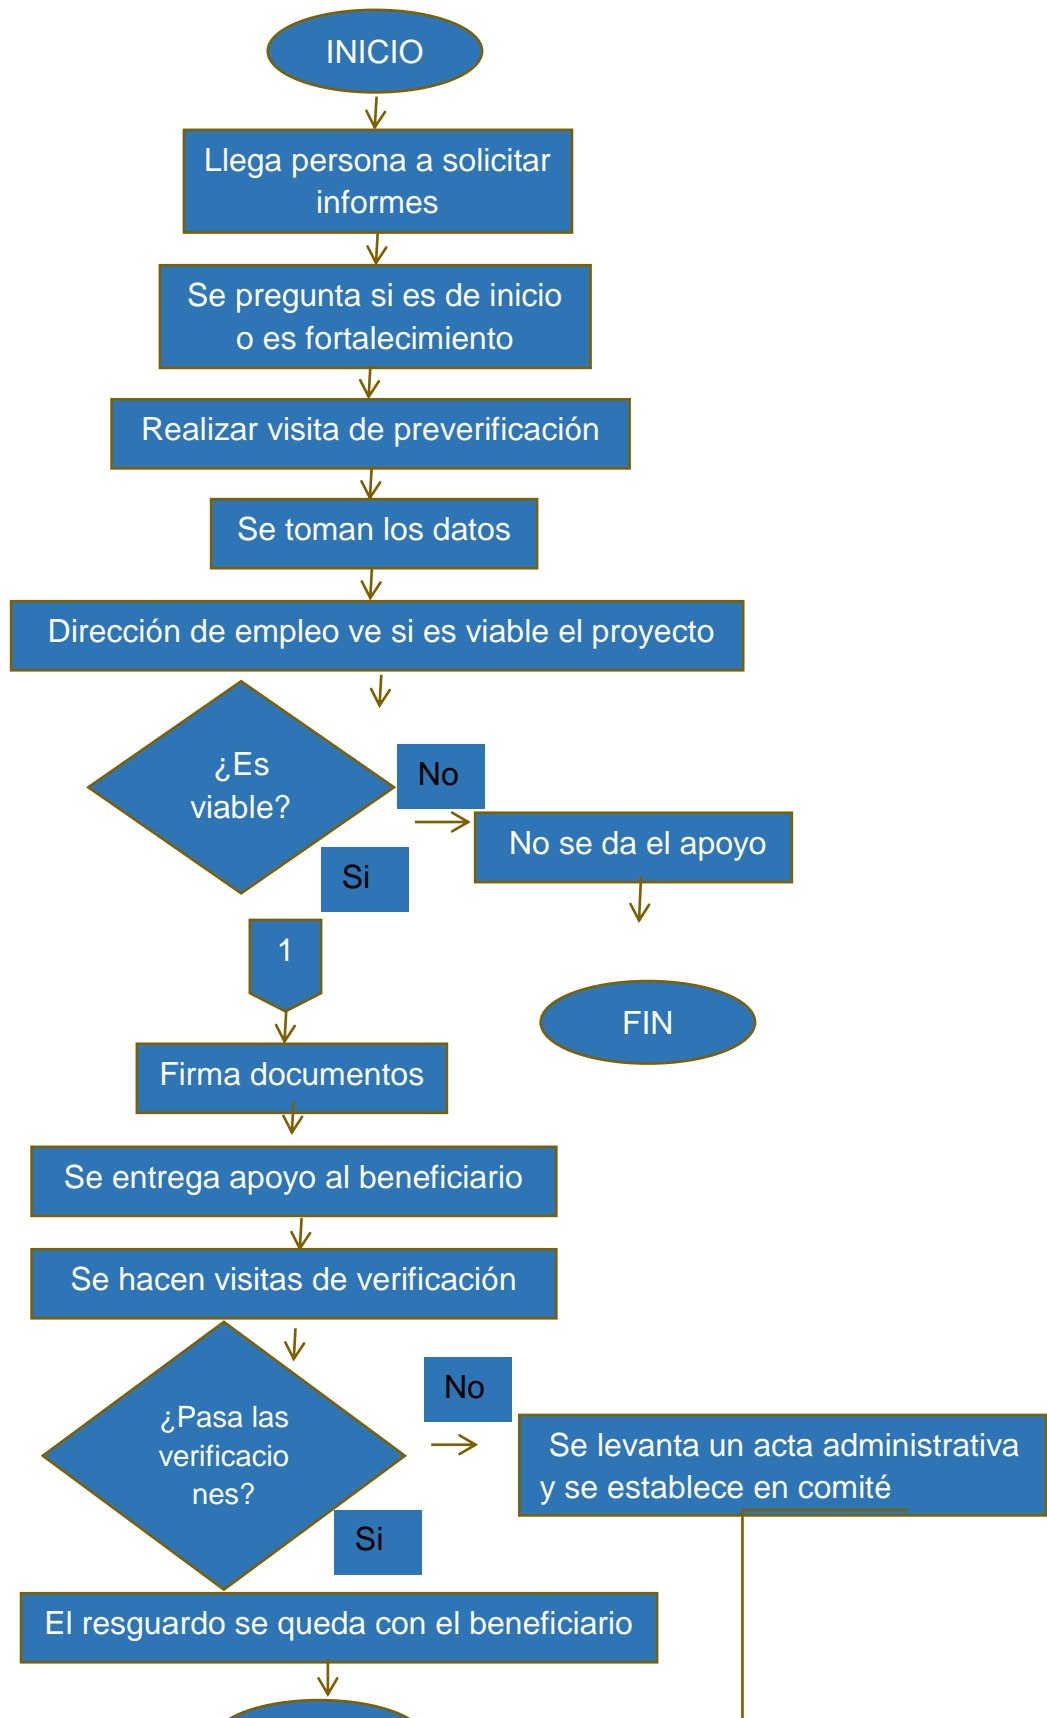 INICIO
Llega persona a solicitar
informes
Se pregunta si es de inicio
o es fortalecimiento
Realizar visita de preverificación
Se toman los datos
Dirección de empleo ve si es viable el proyecto
¿Es
viable?
No
No se da el apoyo
Si
1
FIN
Firma documentos
Se entrega apoyo al beneficiario
Se hacen visitas de verificación
¿Pasa las
verificacio
nes?
No
Se levanta un acta administrativa
y se establece en comité
Si
El resguardo se queda con el beneficiario